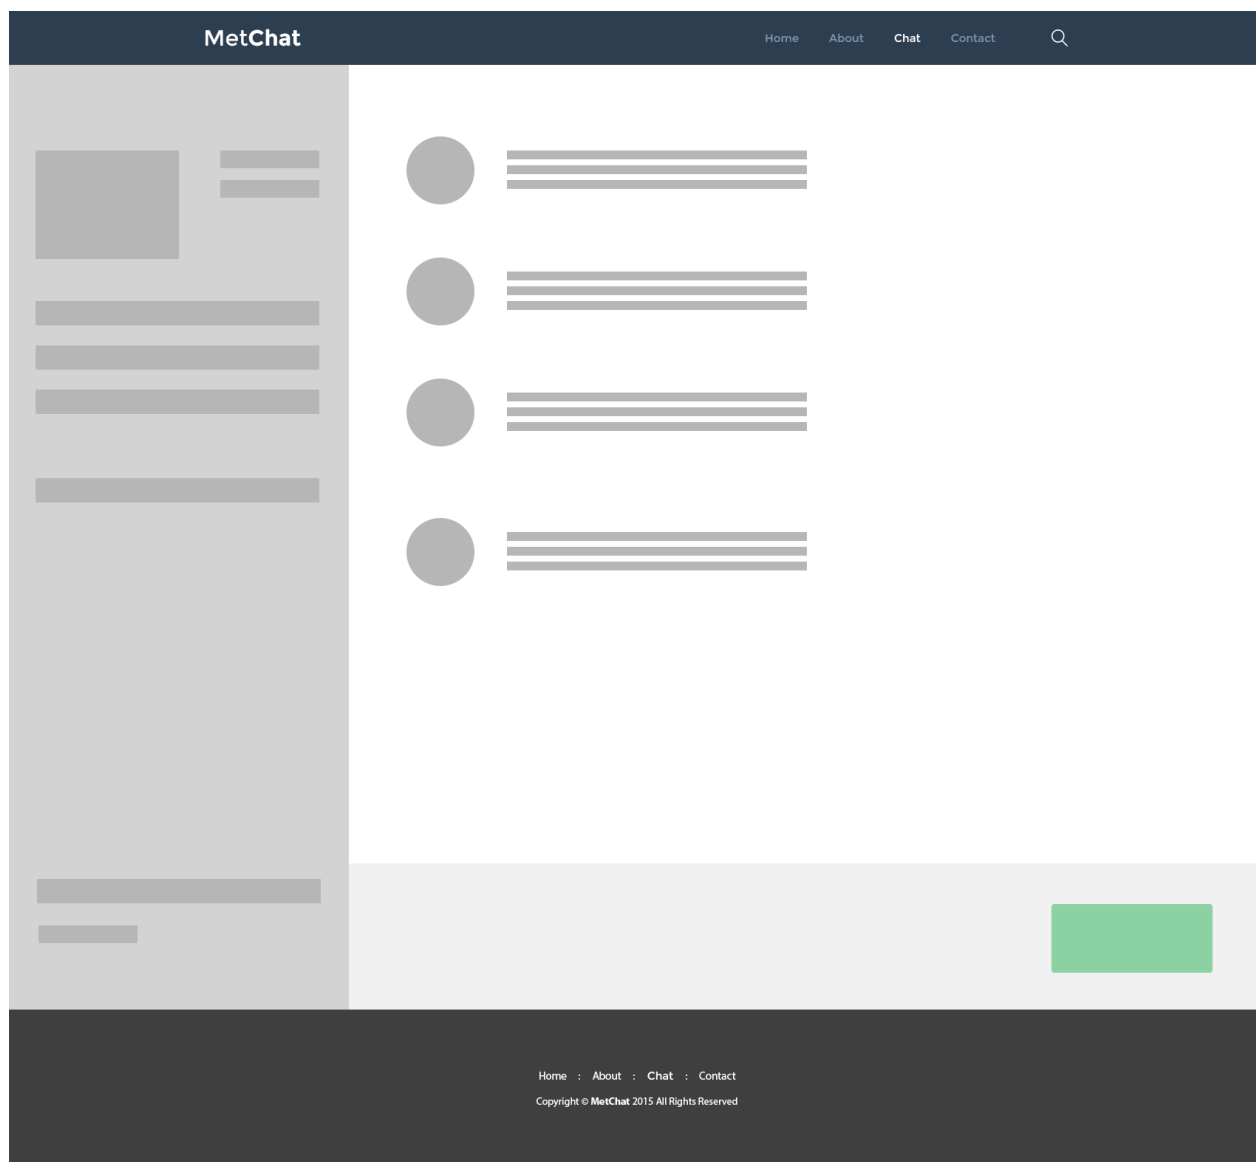 MetChat
Home About Chat Contact
Home : About : Chat : Contact
Copyright © MetChat 2015 All Rights Reserved